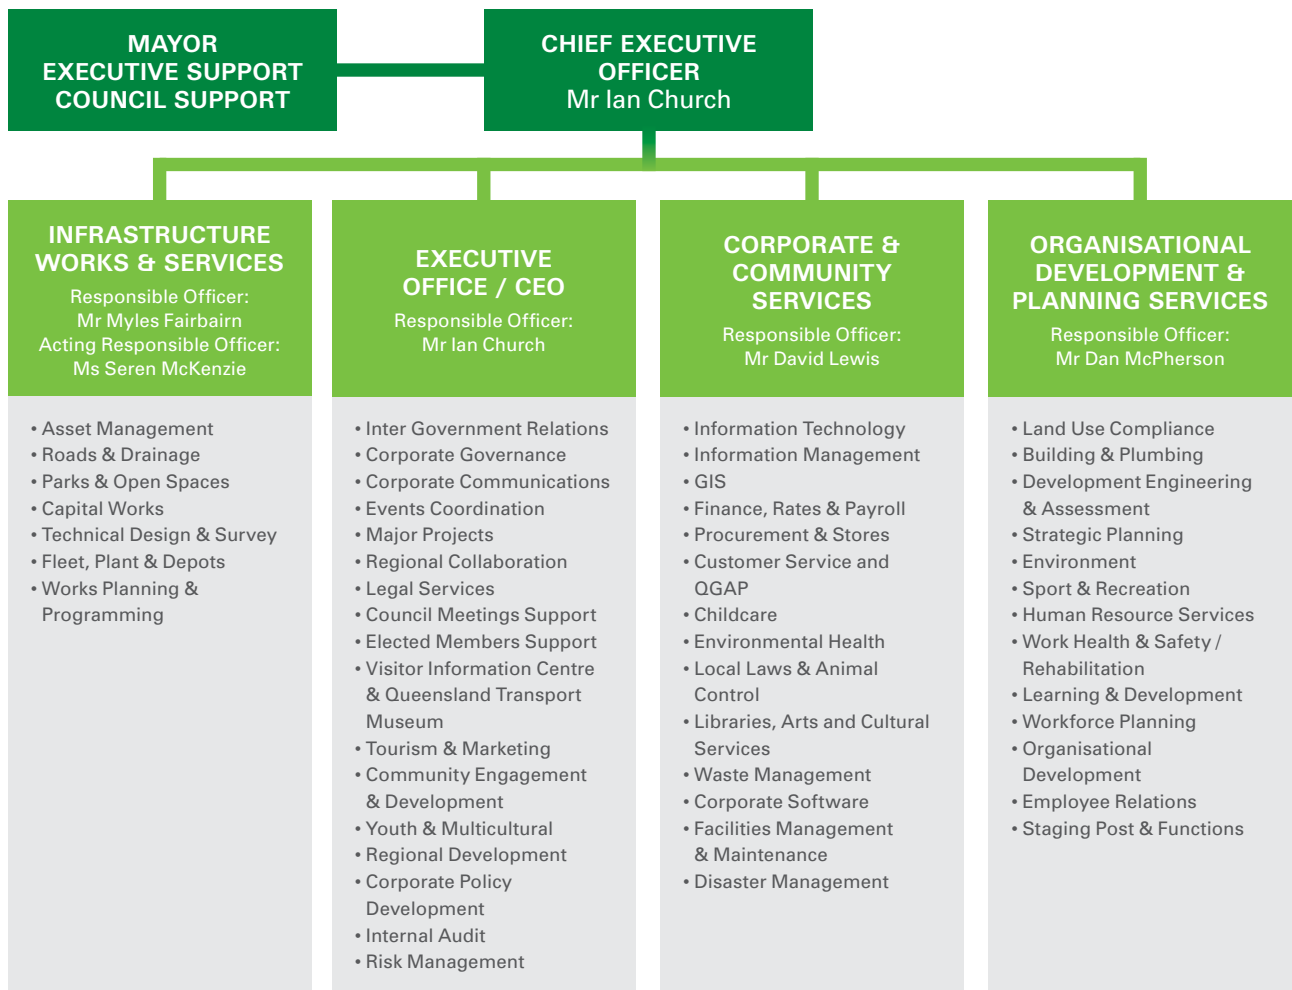 MAYOR
EXECUTIVE SUPPORT
COUNCIL SUPPORT
CHIEF EXECUTIVE
OFFICER
Mr Ian Church
INFRASTRUCTURE
WORKS & SERVICES
Responsible Officer:
Mr Myles Fairbairn
Acting Responsible Officer:
Ms Seren McKenzie
• Asset Management
• Roads & Drainage
• Parks & Open Spaces
• Capital Works
• Technical Design & Survey
• Fleet, Plant & Depots
• Works Planning &
Programming
EXECUTIVE
OFFICE / CEO
Responsible Officer:
Mr Ian Church
• Inter Government Relations
• Corporate Governance
• Corporate Communications
• Events Coordination
• Major Projects
• Regional Collaboration
• Legal Services
• Council Meetings Support
• Elected Members Support
• Visitor Information Centre
& Queensland Transport
Museum
• Tourism & Marketing
• Community Engagement
& Development
• Youth & Multicultural
• Regional Development
• Corporate Policy
Development
• Internal Audit
• Risk Management
CORPORATE &
COMMUNITY
SERVICES
Responsible Officer:
Mr David Lewis
• Information Technology
• Information Management
• GIS
• Finance, Rates & Payroll
• Procurement & Stores
• Customer Service and
QGAP
• Childcare
• Environmental Health
• Local Laws & Animal
Control
• Libraries, Arts and Cultural
Services
• Waste Management
• Corporate Software
• Facilities Management
& Maintenance
• Disaster Management
ORGANISATIONAL
DEVELOPMENT &
PLANNING SERVICES
Responsible Officer:
Mr Dan McPherson
• Land Use Compliance
• Building & Plumbing
• Development Engineering
& Assessment
• Strategic Planning
• Environment
• Sport & Recreation
• Human Resource Services
• Work Health & Safety /
Rehabilitation
• Learning & Development
• Workforce Planning
• Organisational
Development
• Employee Relations
• Staging Post & Functions